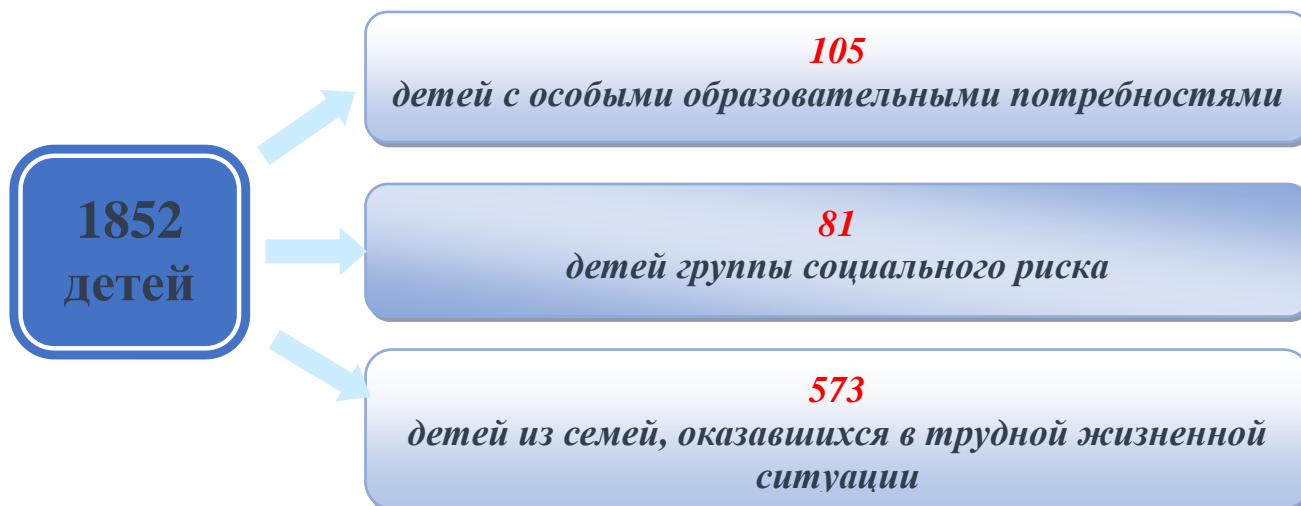 1852
детей
105
детей с особыми образовательными потребностями
81
детей группы социального риска
573
детей из семей, оказавшихся в трудной жизненной
ситуации